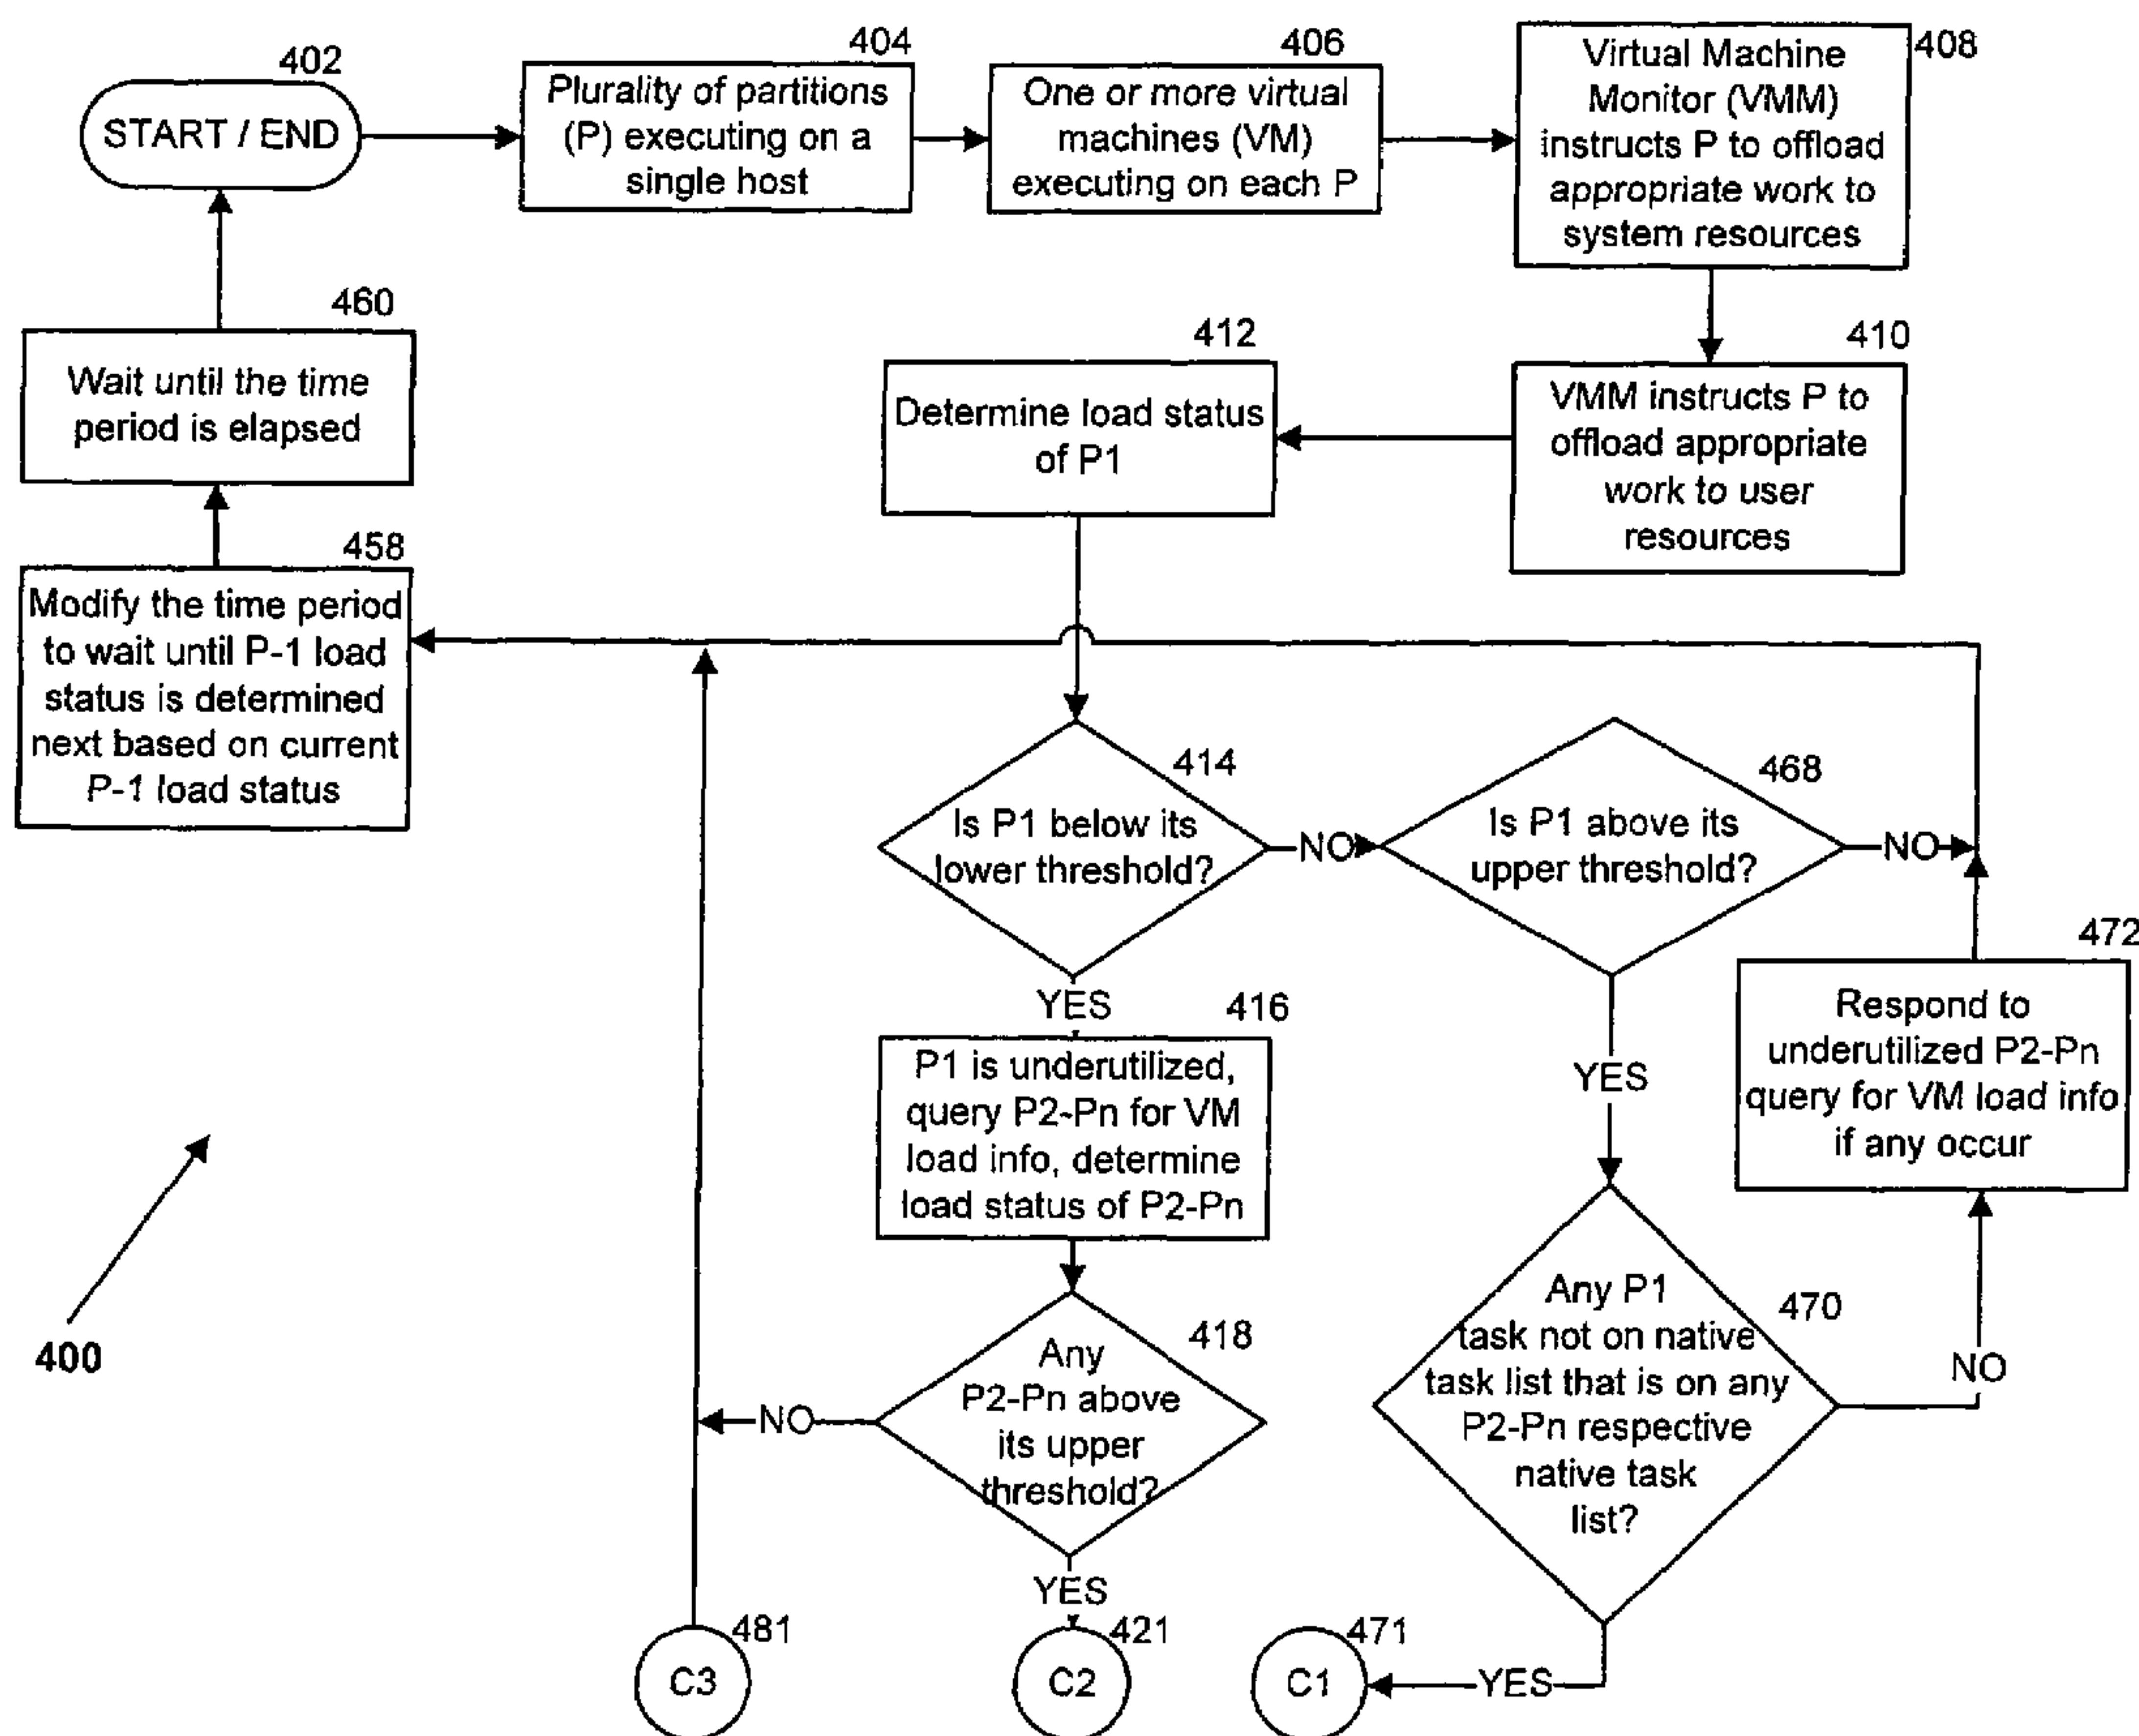 402
START / END
404
Plurality of partitions
(P) executing on a
single host
406
One or more virtual
machines (VM)
executing on each P
408
Virtual Machine
Monitor (VMM)
instructs P to offload
appropriate work to
system resources
410
VMM instructs P to
offload appropriate
work to user
resources
412
Determine load status
of P1
460
Wait until the time
period is elapsed
458
Modify the time period
to wait until P-1 load
status is determined
next based on current
P-1 load status
414
Is P1 below its
lower threshold?
NO
468
Is P1 above its
upper threshold?
NO
YES
416
P1 is underutilized,
query P2-Pn for VM
load info, determine
load status of P2-Pn
YES
472
Respond to
underutilized P2-Pn
query for VM load info
if any occur
418
Any
P2-Pn above
its upper
threshold?
NO
YES
470
Any P1
task not on native
task list that is on any
P2-Pn respective
native task
list?
NO
YES
400
481
C3
421
C2
471
C1